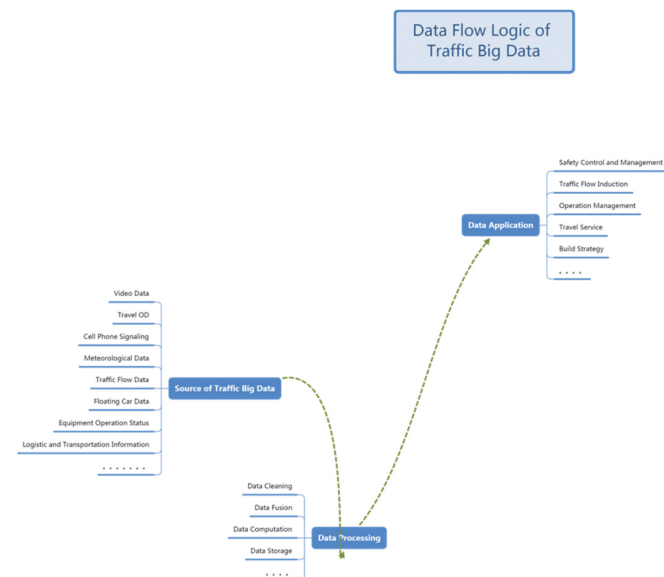 Data Flow Logic of
Traffic Big Data
Safety Control and Management
Traffic Flow Induction
Operation Management
Data Application
Travel Service
Build Strategy
. . . .
Video Data
Travel OD
Cell Phone Signaling
Meteorological Data
Traffic Flow Data
Source of Traffic Big Data
Floating Car Data
Equipment Operation Status
Logistic and Transportation Information
. . . . . . .
Data Cleaning
Data Fusion
Data Computation
Data Processing
Data Storage
. . . .